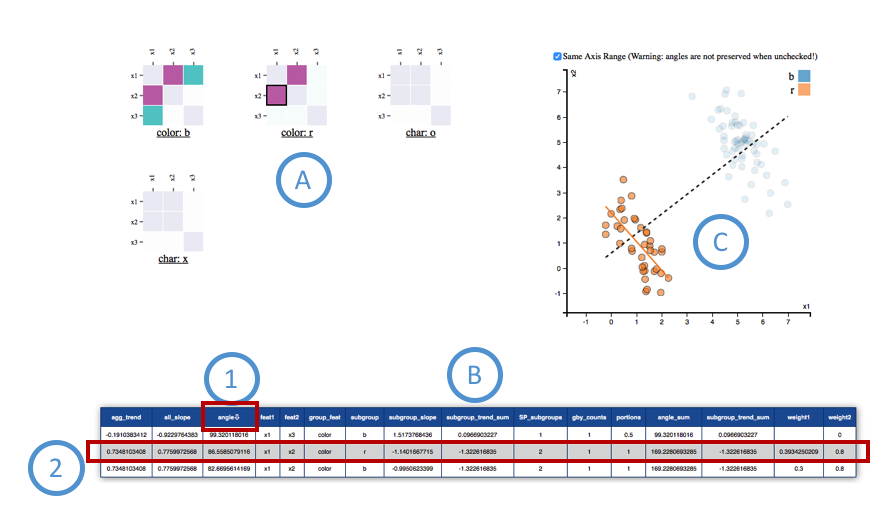 x1 x2 x3
x1
x2
x3
color: b
x1 x2 x3
x1
x2
x3
color: r
x1 x2 x3
x1
x2
x3
char: o
x1 x2 x3
x1
x2
x3
char: x
A
Same Axis Range (Warning: angles are not preserved when unchecked!)
x2
b
r
7
6
5
4
3
2
1
0
-1
C
x1
-1 0 1 2 3 4 5 6 7
B
1
2
agg_trend all_slope angle feat1 feat2 group_feat subgroup subgroup_slope subgroup_trend_sum SP_subgroups gby_counts portions angle_sum subgroup_trend_sum weight1 weight2
-0.1910383412 -0.9229764383 99.320118016 x1 x3 color b 1.5173768436 0.0966903227 1 1 0.5 99.320118016 0.0966903227 0
0.7348103408 0.7759972568 86.5585079116 x1 x2 color r -1.1401667715 -1.322616835 2 1 1 169.2280693285 -1.322616835 0.3934250209 0.8
0.7348103408 0.7759972568 82.6695614169 x1 x2 color b -0.9950623399 -1.322616835 2 1 1 169.2280693285 -1.322616835 0.3 0.8